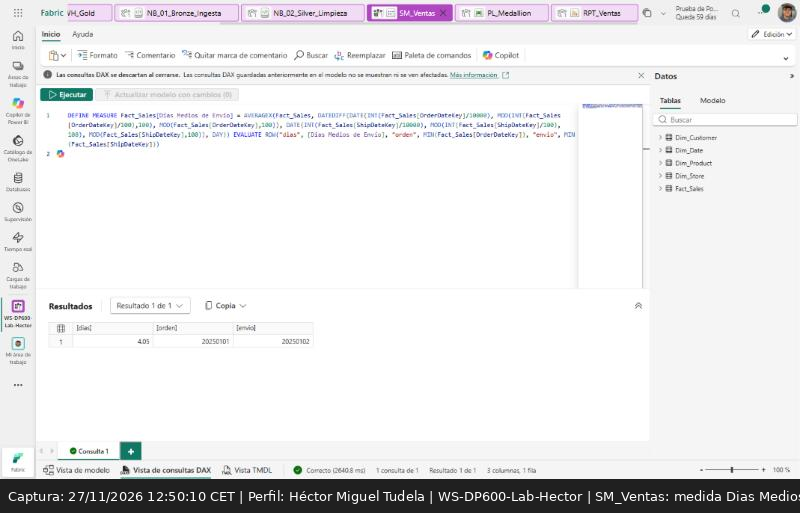 Fabric
VH_Gold
NB_01_Bronze_Ingesta
NB_02_Silver_Limpieza
SM_Ventas
PL_Medallion
RPT_Ventas
Prueba de Po...
Queda 59 días
Inicio
Ayuda
Edición
Formato
Comentario
Quitar marca de comentario
Buscar
Reemplazar
Paleta de comandos
Copilot
Las consultas DAX se descartan al cerrarse. Las consultas DAX guardadas anteriormente en el modelo no se muestran ni se ven afectadas. Más información
Ejecutar
Actualizar modelo con cambios (0)
1 DEFINE MEASURE Fact_Sales[Dias Medios de Envio] = AVERAGEX(Fact_Sales, DATEDIFF(DATE(INT(Fact_Sales[OrderDateKey]/10000), MOD(INT(Fact_Sales
[OrderDateKey]/100),100), MOD(Fact_Sales[OrderDateKey],100)), DATE(INT(Fact_Sales[ShipDateKey]/10000), MOD(INT(Fact_Sales[ShipDateKey]/100),
100), MOD(Fact_Sales[ShipDateKey],100)), DAY)) EVALUATE ROW("dias", [Dias Medios de Envio], "orden", MIN(Fact_Sales[OrderDateKey]), "envio", MIN
(Fact_Sales[ShipDateKey]))
2
Datos
Tablas
Modelo
Buscar
Dim_Customer
Dim_Date
Dim_Product
Dim_Store
Fact_Sales
Inicio
Áreas de trabajo
Copilot de Power BI
Catálogo de OneLake
Databases
Supervisión
Tiempo real
Cargas de trabajo
WS-DP600-Lab-Hector
Mi área de trabajo
Fabric
Resultados
Resultado 1 de 1
Copia
[dias]
[orden]
[envio]
1
4.05
20250101
20250102
Consulta 1
Vista de modelo
Vista de consultas DAX
Vista TMDL
Correcto (2640.8 ms)
1 consulta de 1
Resultado 1 de 1
3 columnas, 1 fila
100 %
Captura: 27/11/2026 12:50:10 CET | Perfil: Héctor Miguel Tudela | WS-DP600-Lab-Hector | SM_Ventas: medida Dias Medios